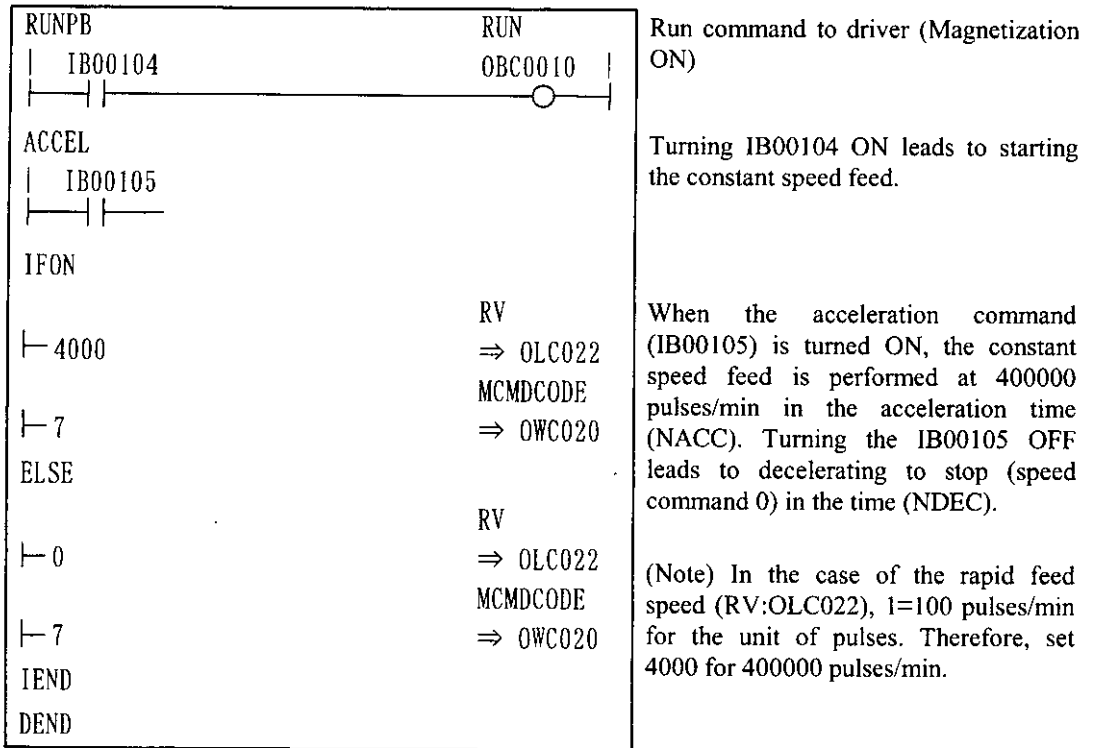 RUNPB RUN
IB00104 OBC0010
ACCEL
IB00105
IFON
RV
4000 ⇒ OLC022
MCMDCODE
7 ⇒ OWC020
ELSE
RV
0 ⇒ OLC022
MCMDCODE
7 ⇒ OWC020
IEND
DEND
Run command to driver (Magnetization
ON)
Turning IB00104 ON leads to starting
the constant speed feed.
When the acceleration command
(IB00105) is turned ON, the constant
speed feed is performed at 400000
pulses/min in the acceleration time
(NACC). Turning the IB00105 OFF
leads to decelerating to stop (speed
command 0) in the time (NDEC).
(Note) In the case of the rapid feed
speed (RV:OLC022), 1=100 pulses/min
for the unit of pulses. Therefore, set
4000 for 400000 pulses/min.